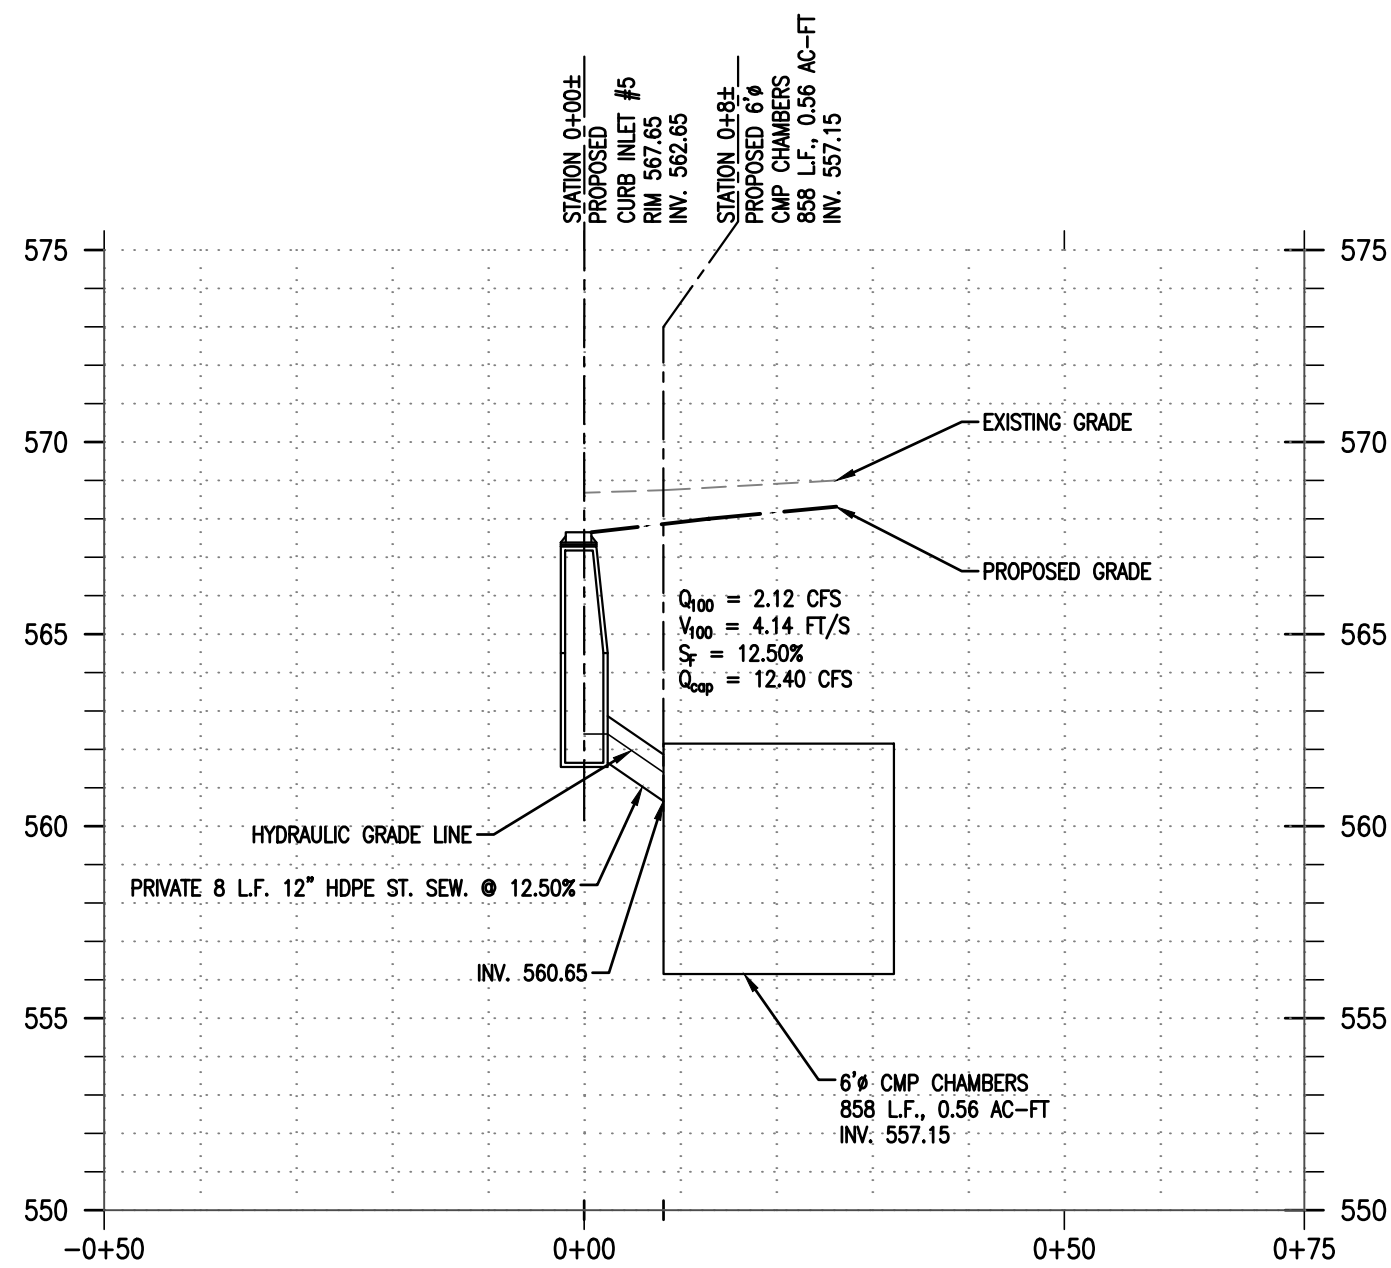 STATION 0+00±
PROPOSED
CURB INLET #5
RIM 567.65
INV. 562.65
STATION 0+8±
PROPOSED 6'ø
CMP CHAMBERS
858 L.F., 0.56 AC-FT
INV. 557.15
575
575
570
570
565
565
560
560
555
555
550
550
EXISTING GRADE
PROPOSED GRADE
Q100 = 2.12 CFS
V100 = 4.14 FT/S
SF = 12.50%
Qcap = 12.40 CFS
HYDRAULIC GRADE LINE
PRIVATE 8 L.F. 12" HDPE ST. SEW. @ 12.50%
INV. 560.65
6'ø CMP CHAMBERS
858 L.F., 0.56 AC-FT
INV. 557.15
-0+50
0+00
0+50
0+75